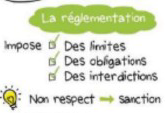 La réglementation
Impose Des limites
Des obligations
Des interdictions
Non respect → sanction